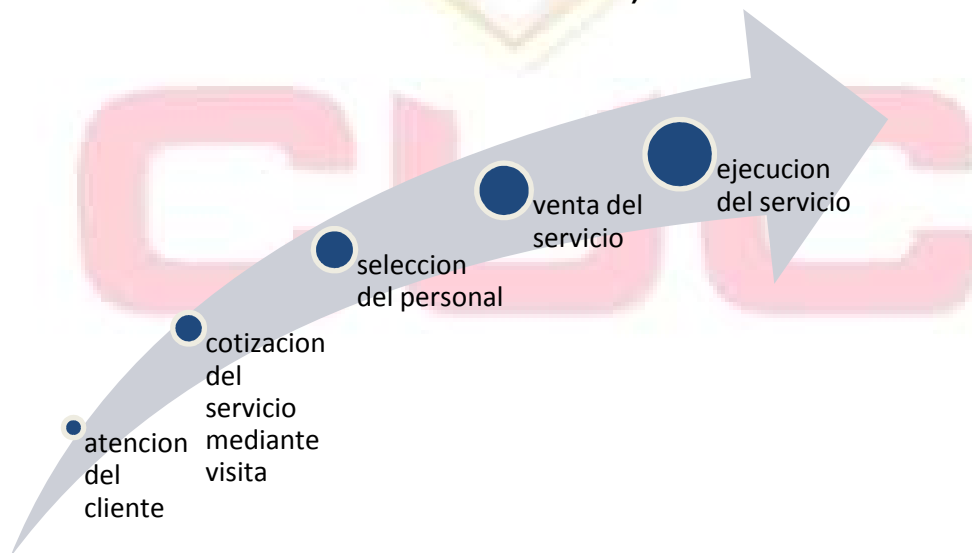 atencion
del
cliente
cotizacion
del
servicio
mediante
visita
seleccion
del personal
venta del
servicio
ejecucion
del servicio